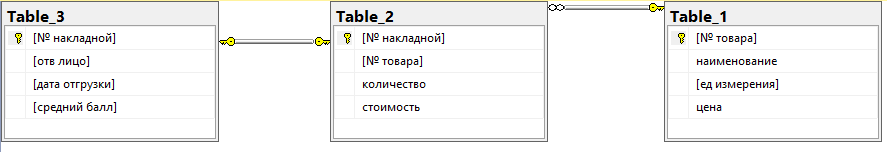 Table_3
[№ накладной]
[отв лицо]
[дата отгрузки]
[средний балл]
Table_2
[№ накладной]
[№ товара]
количество
стоимость
Table_1
[№ товара]
наименование
[ед измерения]
цена